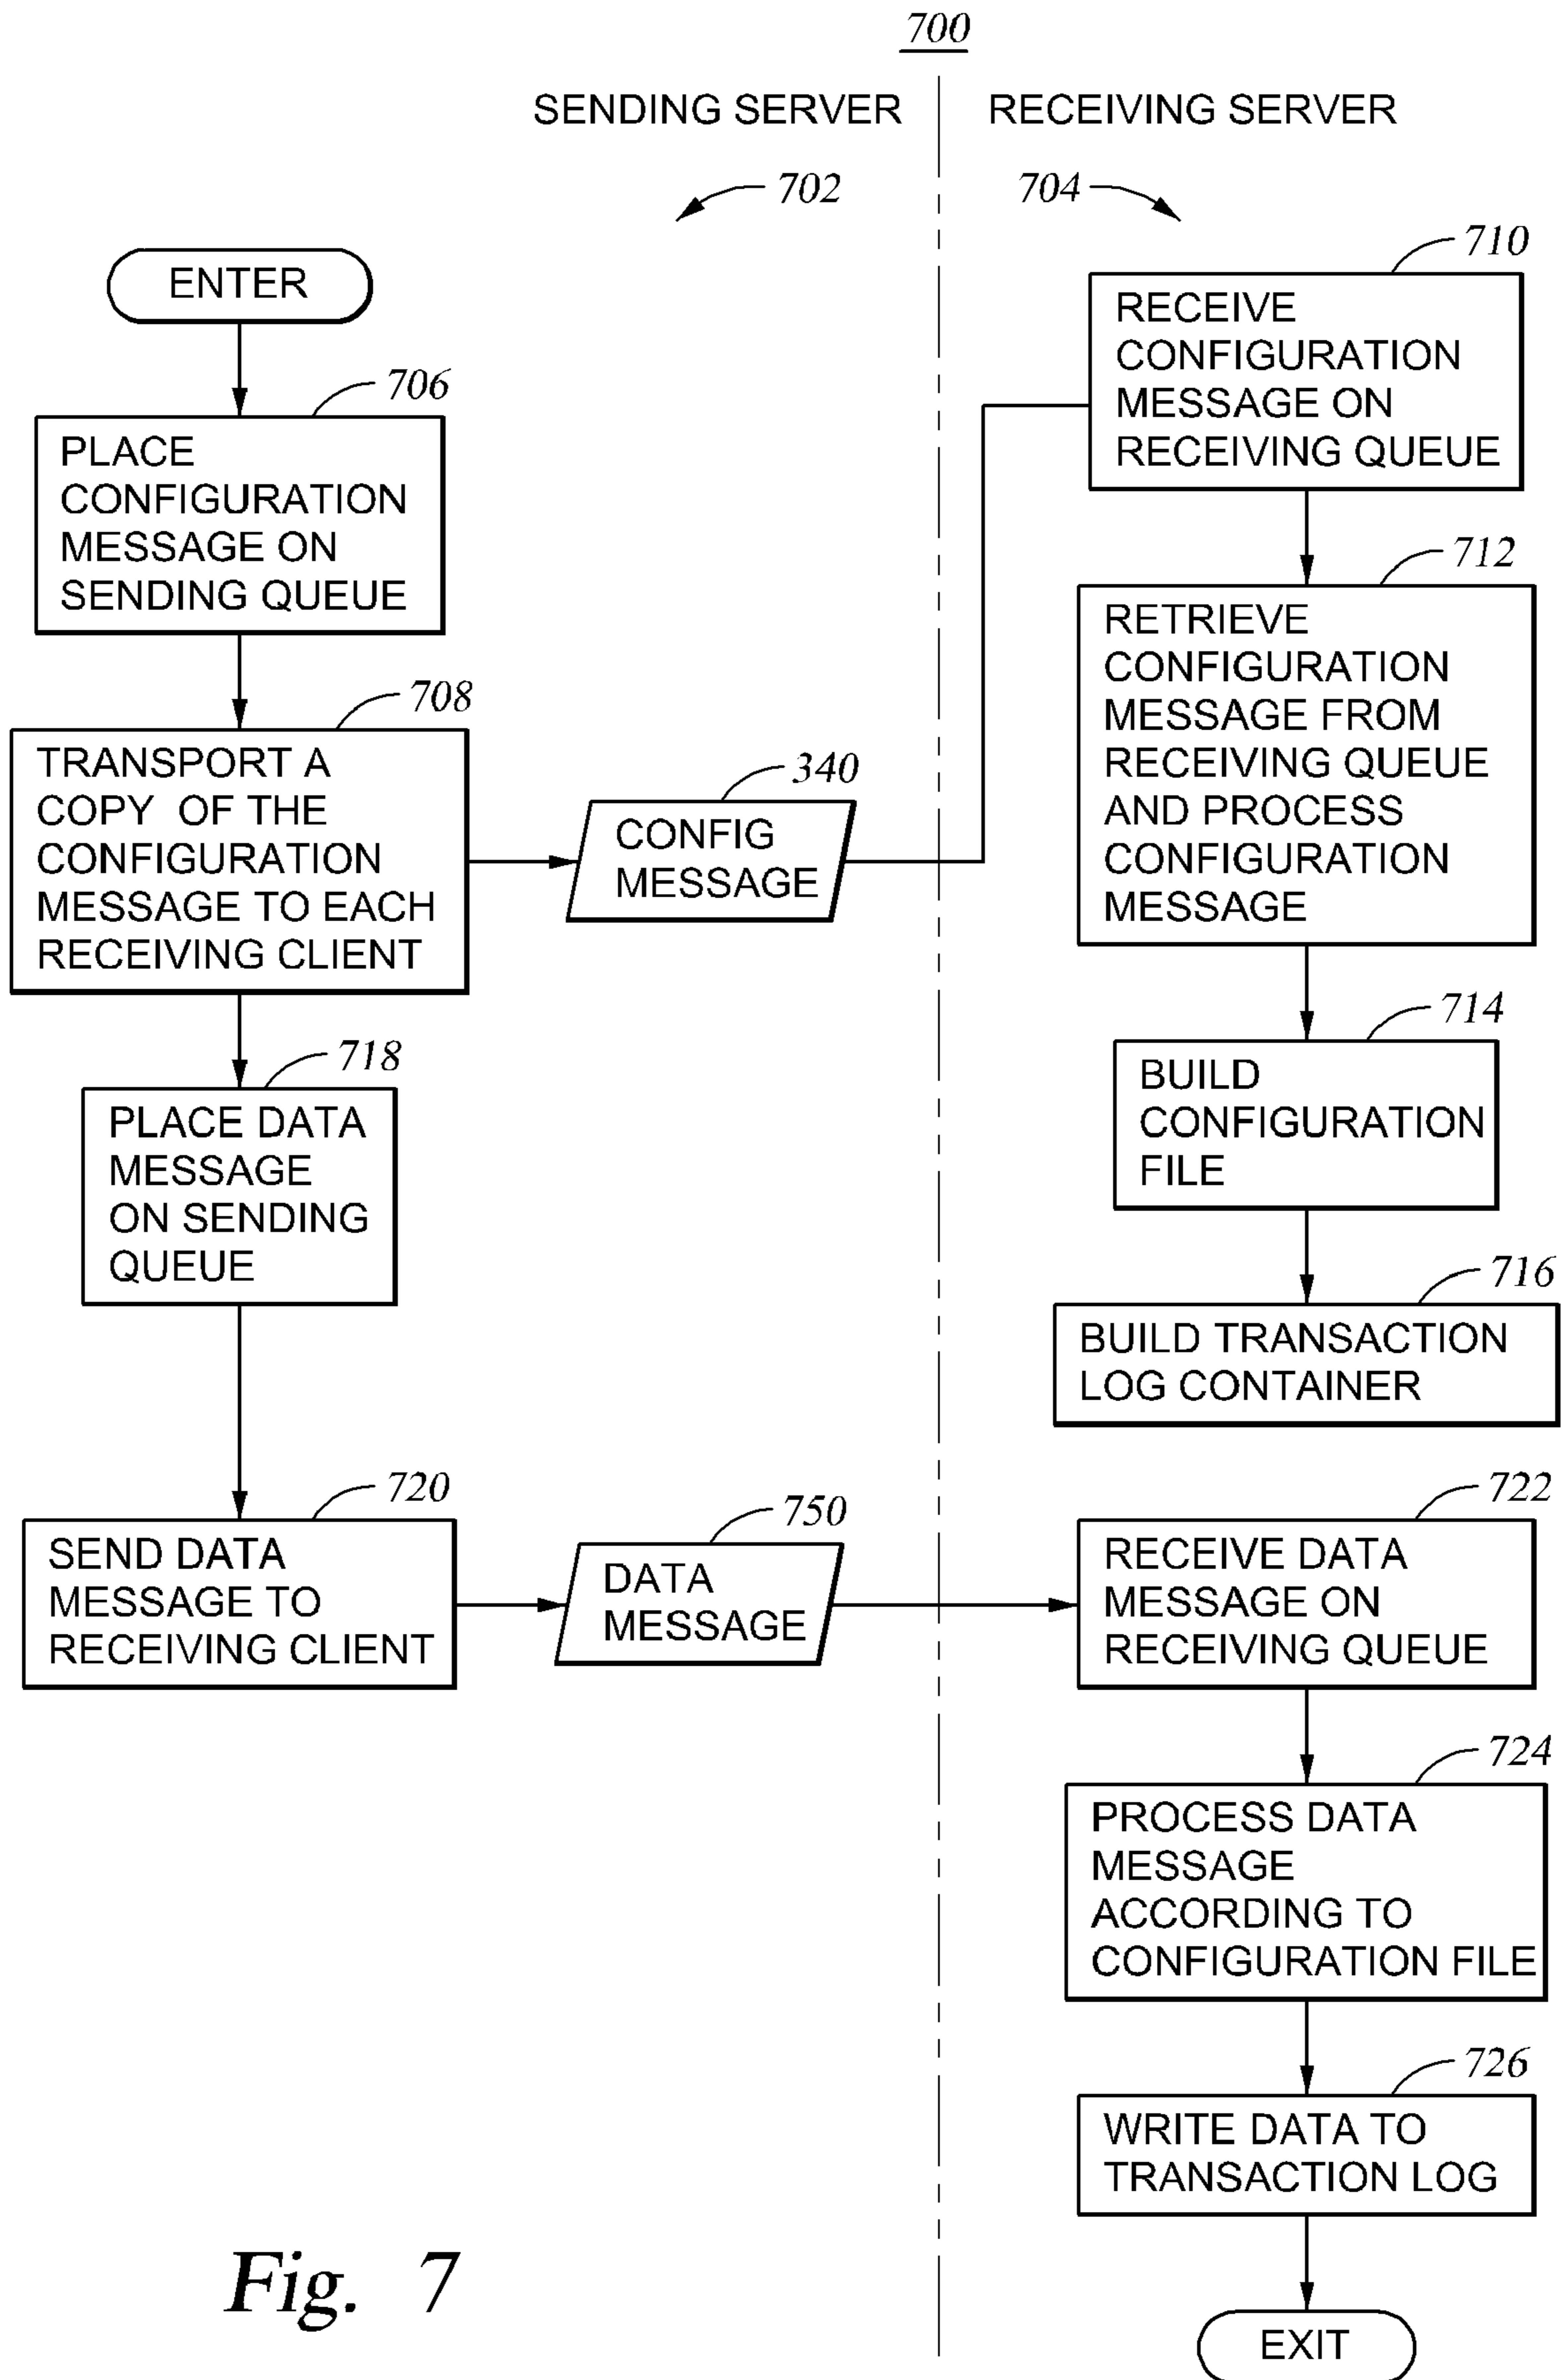 700
SENDING SERVER
RECEIVING SERVER
702
704
ENTER
706
PLACE
CONFIGURATION
MESSAGE ON
SENDING QUEUE
708
TRANSPORT A
COPY OF THE
CONFIGURATION
MESSAGE TO EACH
RECEIVING CLIENT
340
CONFIG
MESSAGE
710
RECEIVE
CONFIGURATION
MESSAGE ON
RECEIVING QUEUE
712
RETRIEVE
CONFIGURATION
MESSAGE FROM
RECEIVING QUEUE
AND PROCESS
CONFIGURATION
MESSAGE
714
BUILD
CONFIGURATION
FILE
716
BUILD TRANSACTION
LOG CONTAINER
718
PLACE DATA
MESSAGE
ON SENDING
QUEUE
720
SEND DATA
MESSAGE TO
RECEIVING CLIENT
750
DATA
MESSAGE
722
RECEIVE DATA
MESSAGE ON
RECEIVING QUEUE
724
PROCESS DATA
MESSAGE
ACCORDING TO
CONFIGURATION FILE
726
WRITE DATA TO
TRANSACTION LOG
EXIT
Fig. 7